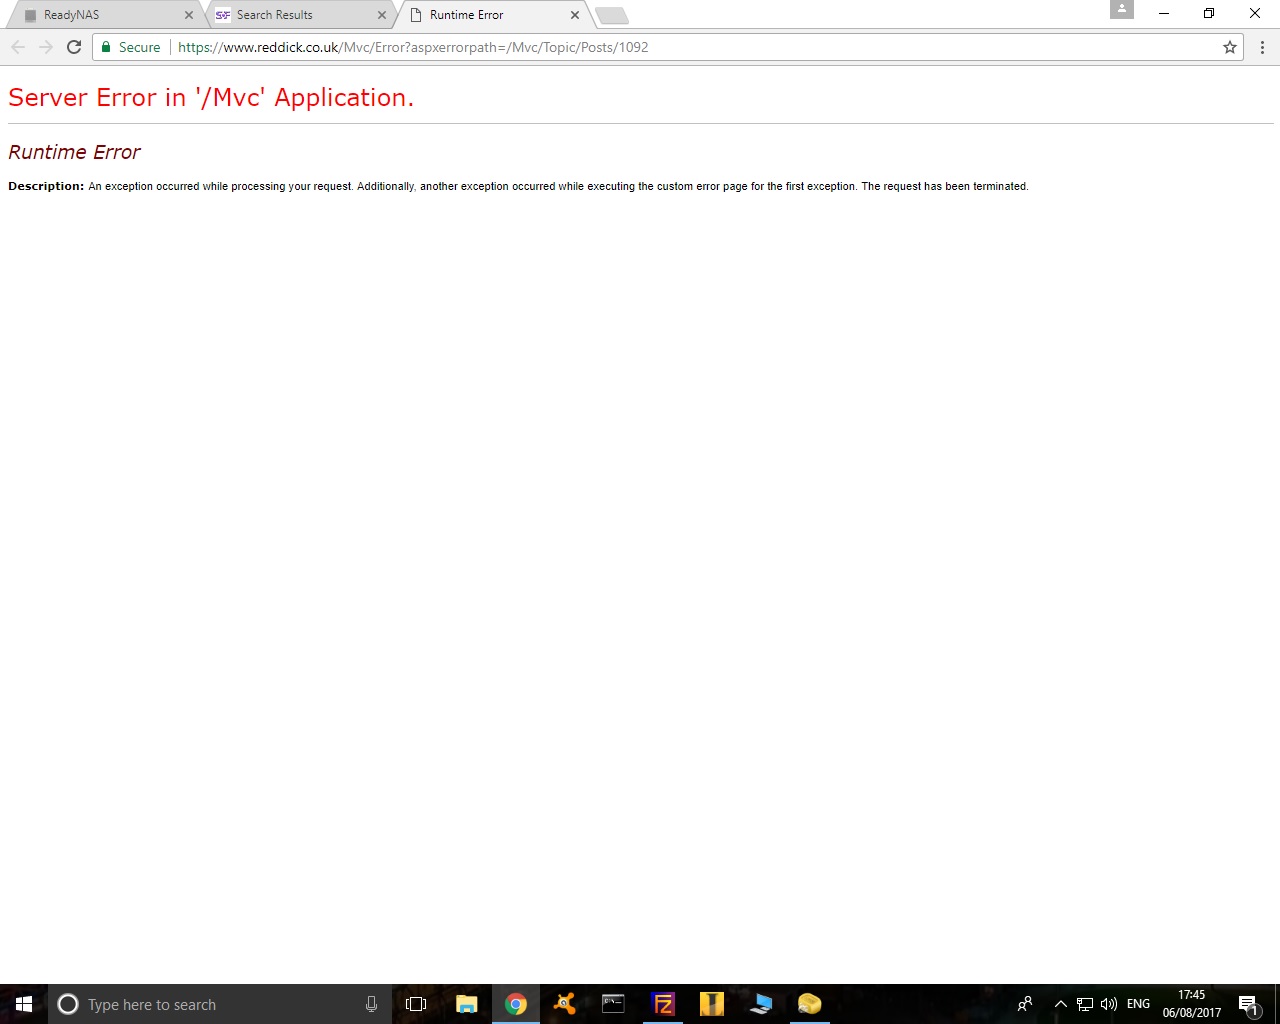 ReadyNAS
SNF Search Results
Runtime Error
Secure
https://www.reddick.co.uk/Mvc/Error?aspxerrorpath=/Mvc/Topic/Posts/1092
Server Error in '/Mvc' Application.
Runtime Error
Description: An exception occurred while processing your request. Additionally, another exception occurred while executing the custom error page for the first exception. The request has been terminated.
Type here to search
ENG
17:45
06/08/2017
1